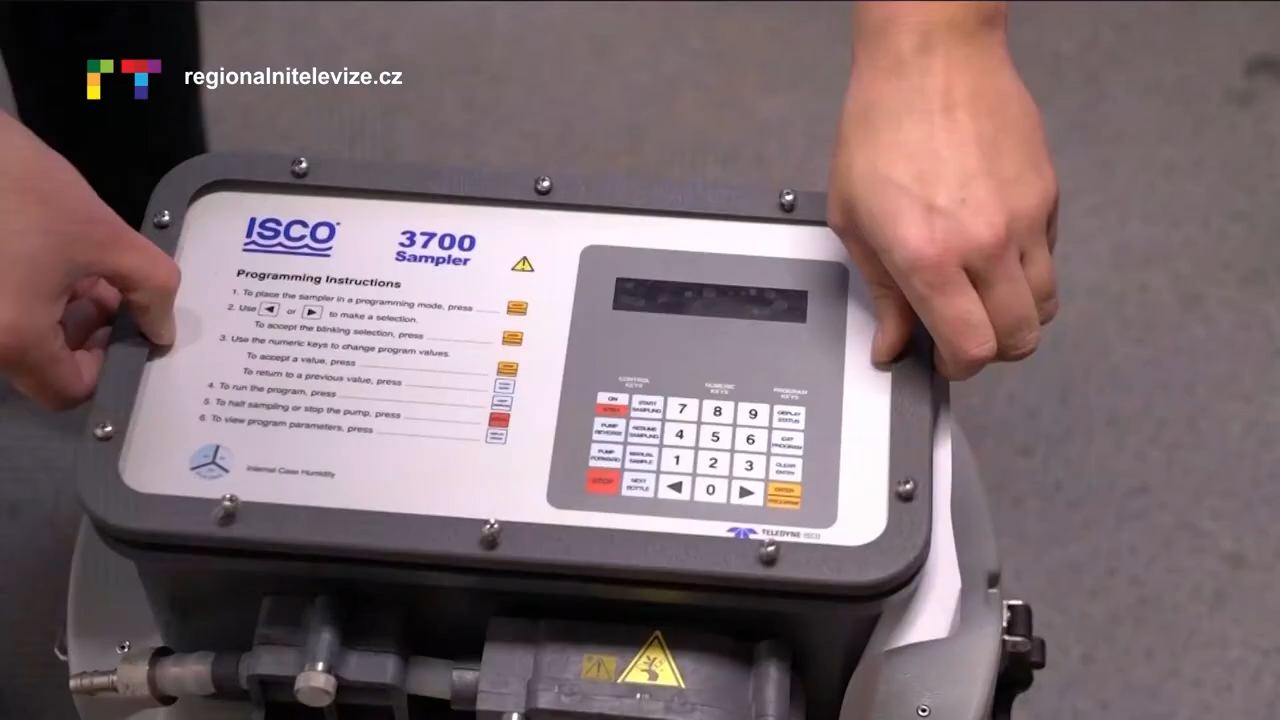 regionalnitelevize.cz
ISCO
3700
Sampler
Programming Instructions
1. To place the sampler in a programming mode, press
2. Use ◀ or ▶ to make a selection.
To accept the blinking selection, press
3. Use the numeric keys to change program values.
To accept a value, press
To return to a previous value, press
4. To run the program, press
5. To halt sampling or stop the pump, press
6. To view program parameters, press
Internal Case Humidity
CONTROL KEYS
NUMERIC KEYS
PROGRAM KEYS
ON
START SAMPLING
7 8 9
DISPLAY STATUS
PUMP REVERSE
RESUME SAMPLING
4 5 6
EXIT PROGRAM
PUMP FORWARD
MANUAL SAMPLE
1 2 3
CLEAR ENTRY
STOP
NEXT BOTTLE
◀ 0 ▶
ENTER PROGRAM
TELEDYNE ISCO